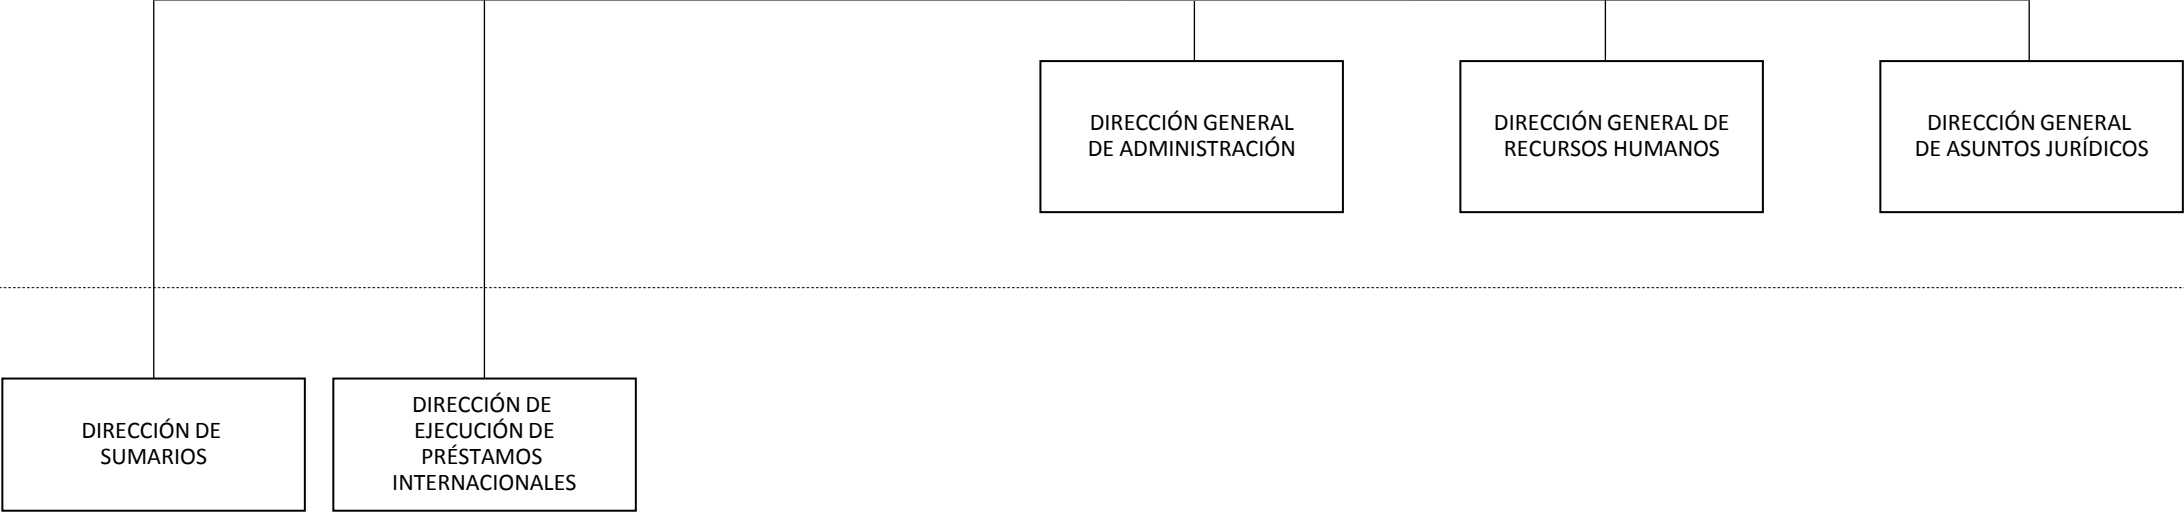 DIRECCIÓN GENERAL
DE ADMINISTRACIÓN
DIRECCIÓN GENERAL DE
RECURSOS HUMANOS
DIRECCIÓN GENERAL
DE ASUNTOS JURÍDICOS
DIRECCIÓN DE
SUMARIOS
DIRECCIÓN DE
EJECUCIÓN DE
PRÉSTAMOS
INTERNACIONALES